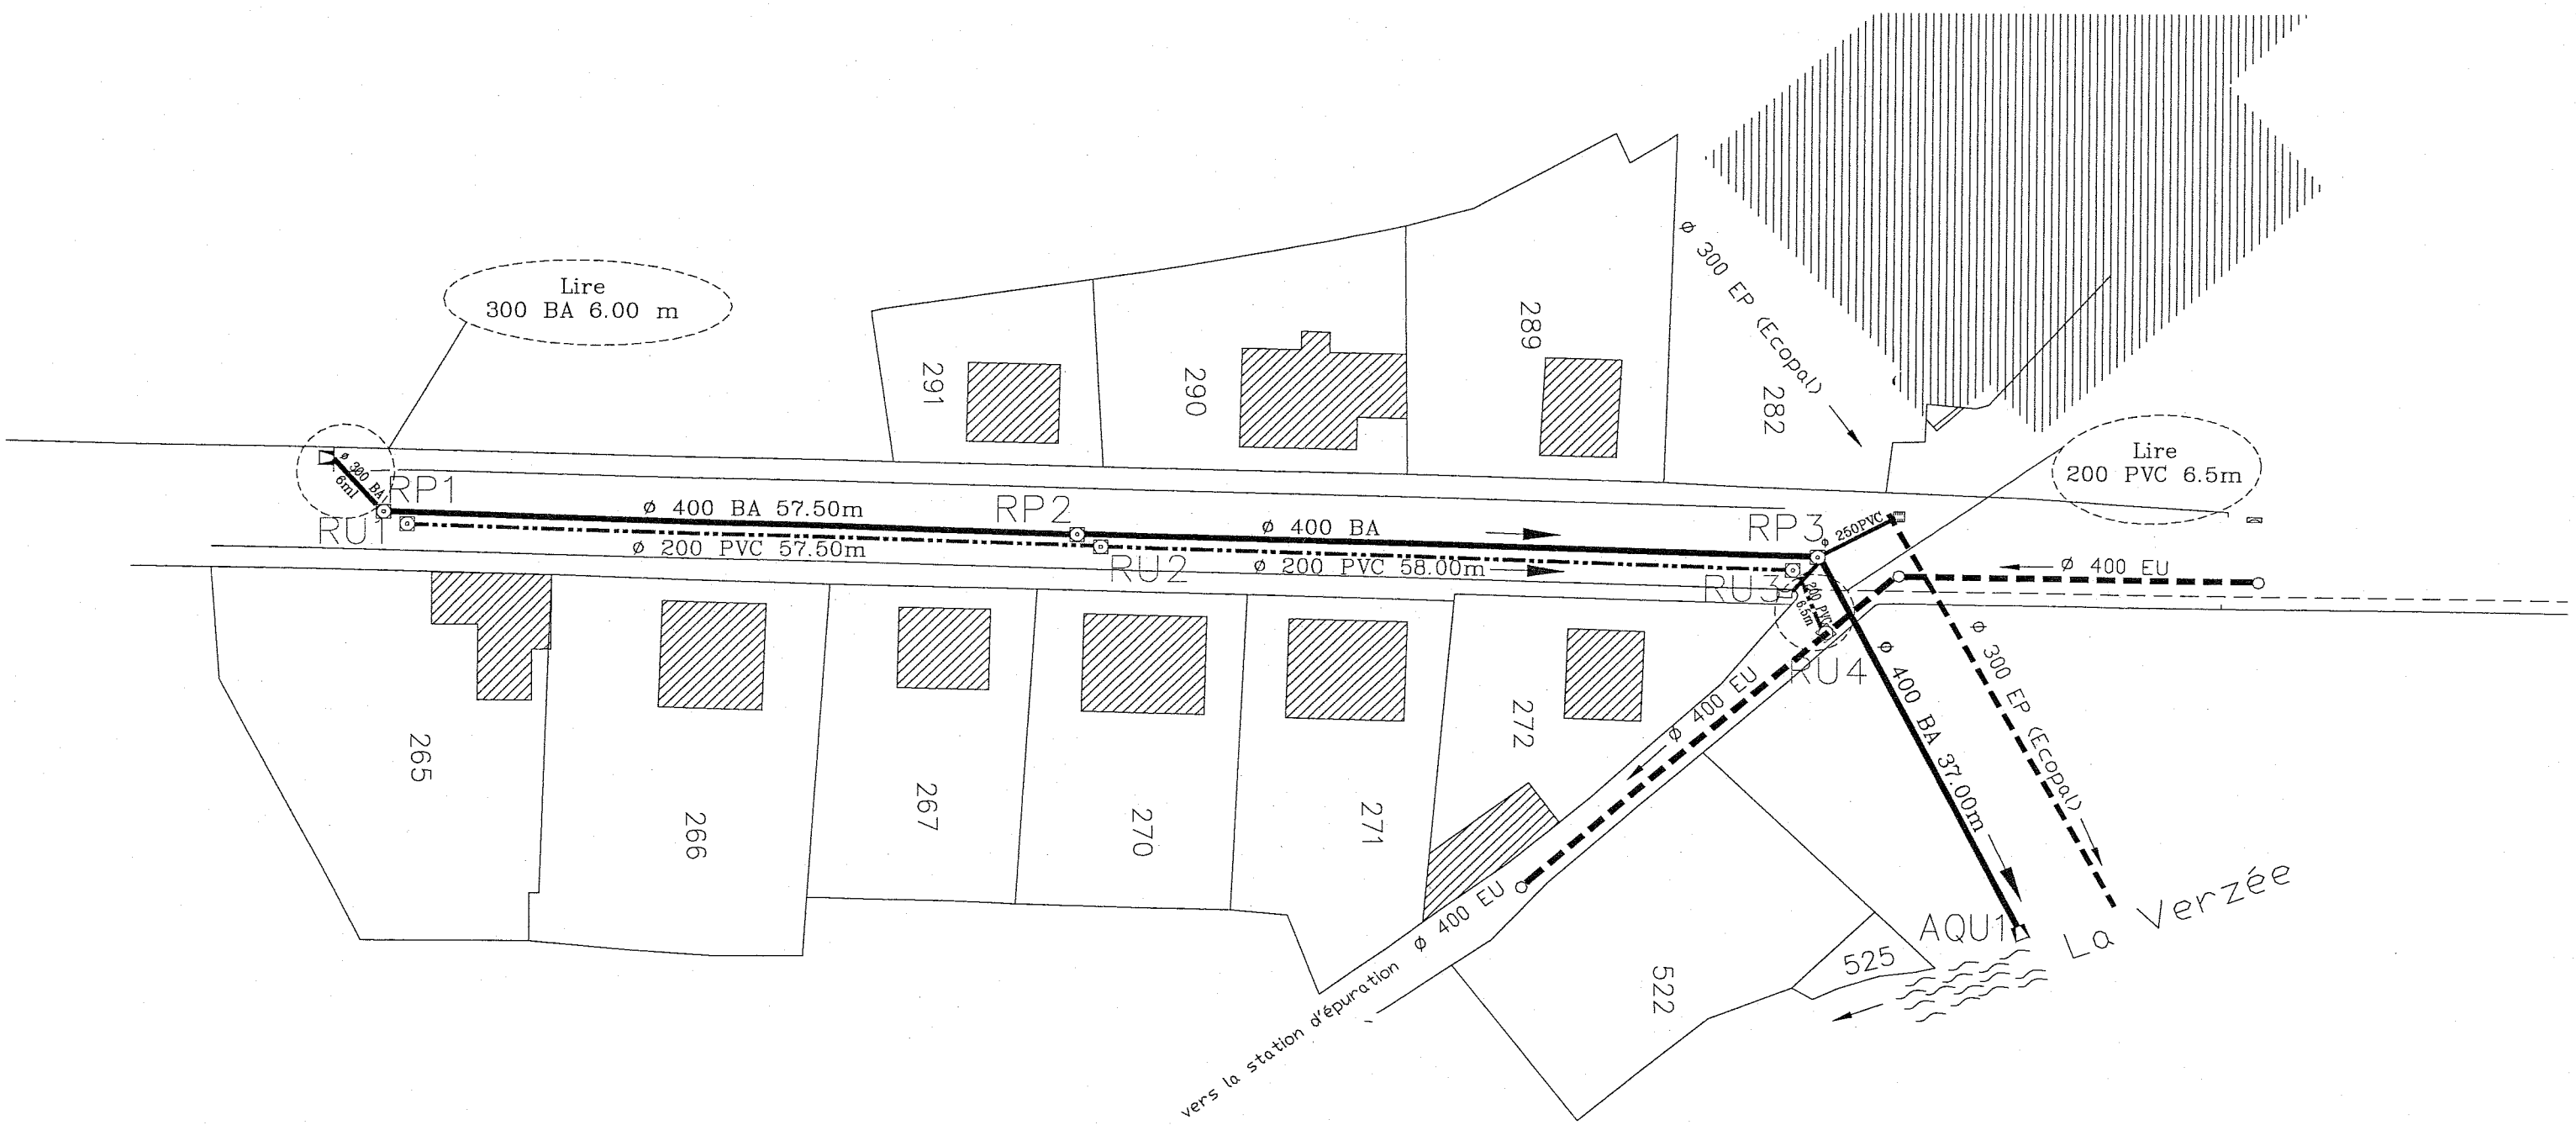 Lire
300 BA 6.00 m
ø 300 EP (Ecopal)
289
291
290
282
Lire
200 PVC 6.5m
ø 300 BA
6ml
RP1
ø 400 BA 57.50m
RP2
ø 400 BA
RP3
ø 250PVC
RU1
ø 200 PVC 57.50m
RU2
ø 200 PVC 58.00m
RU3
ø 400 EU
200 PVC
6.5m
RU4
ø 400 EU
ø 400 BA 37.00m
ø 300 EP (Ecopal)
272
265
266
267
270
271
ø 400 EU
AQU1
La Verzée
525
522
vers la station d'épuration